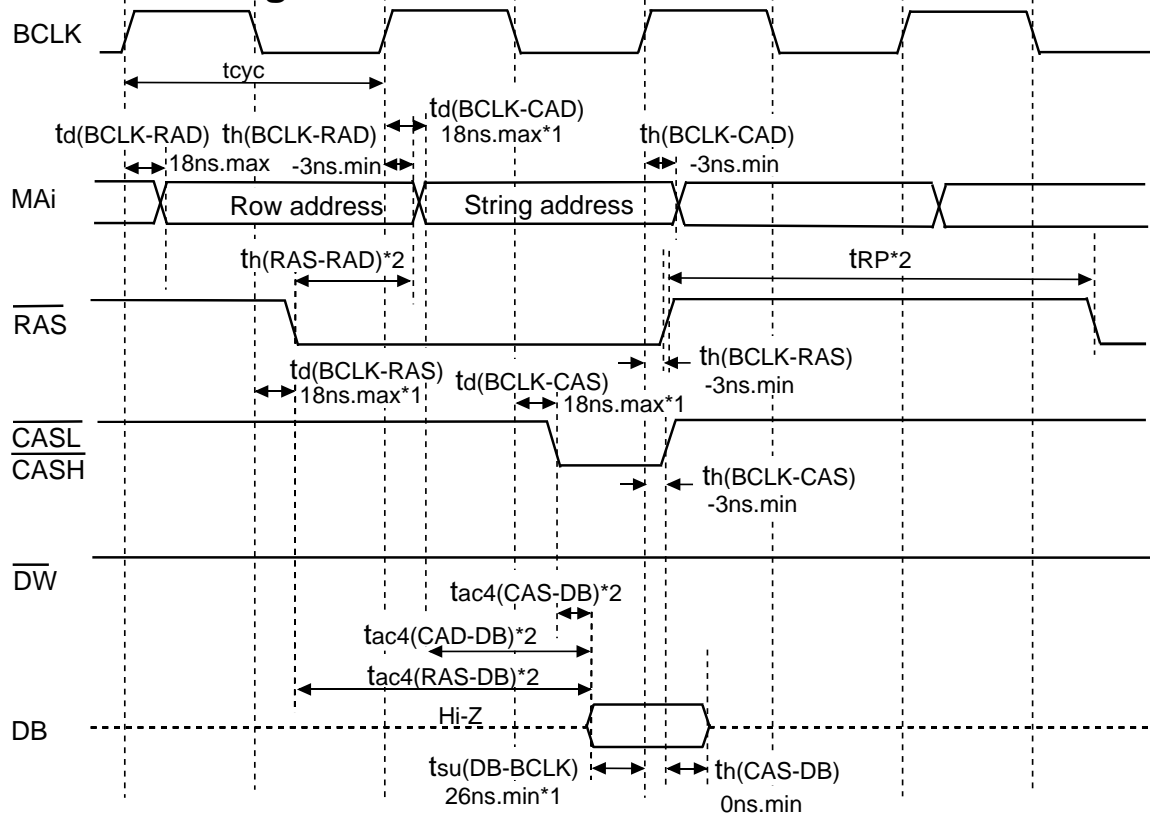 g
BCLK
tcyc
td(BCLK-CAD)
18ns.max*1
td(BCLK-RAD) th(BCLK-RAD) th(BCLK-CAD)
18ns.max -3ns.min -3ns.min
MAi
Row address String address
th(RAS-RAD)*2 tRP*2
RAS
th(BCLK-RAS)
-3ns.min
td(BCLK-RAS) td(BCLK-CAS)
18ns.max*1 18ns.max*1
CASL
CASH
th(BCLK-CAS)
-3ns.min
DW
tac4(CAS-DB)*2
tac4(CAD-DB)*2
tac4(RAS-DB)*2
Hi-Z
DB
tsu(DB-BCLK) th(CAS-DB)
26ns.min*1 0ns.min